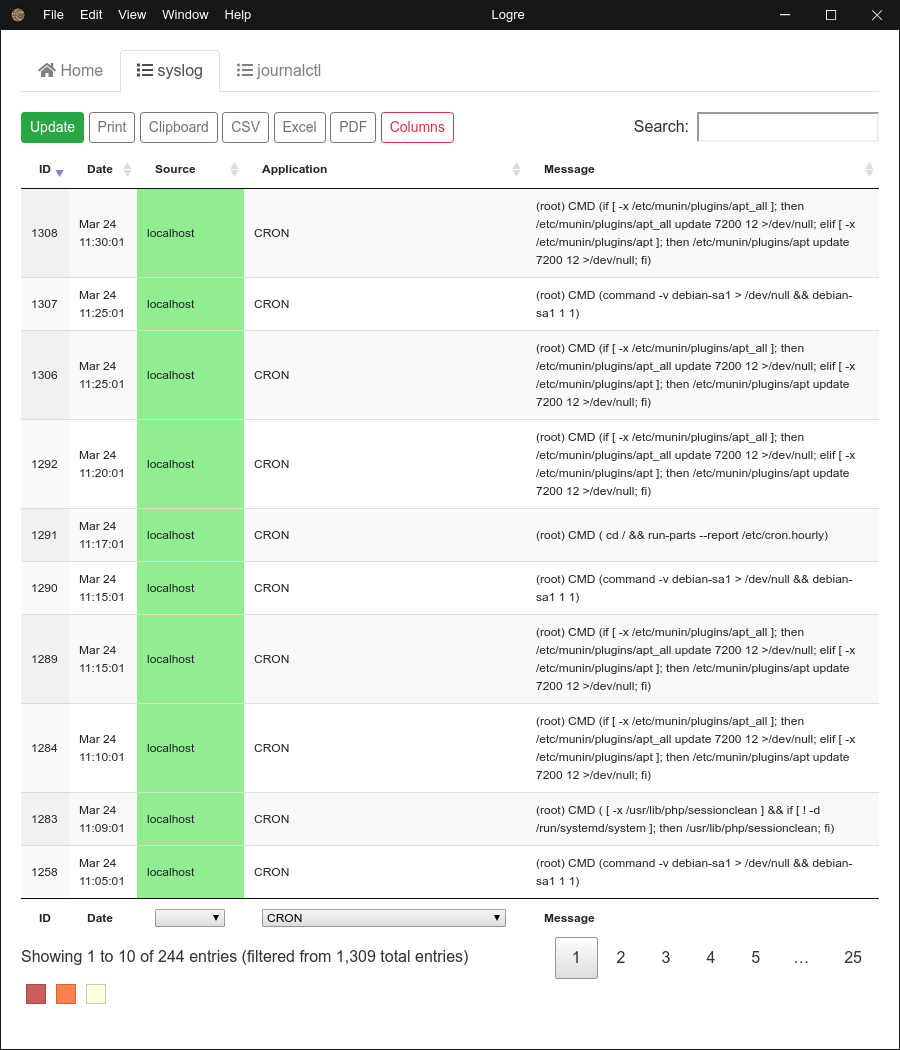 File Edit View Window Help Logre
Home syslog journalctl
Update Print Clipboard CSV Excel PDF Columns Search:
ID Date Source Application Message
1308 Mar 24 11:30:01 localhost CRON (root) CMD (if [ -x /etc/munin/plugins/apt_all ]; then
/etc/munin/plugins/apt_all update 7200 12 >/dev/null; elif [ -x
/etc/munin/plugins/apt ]; then /etc/munin/plugins/apt update
7200 12 >/dev/null; fi)
1307 Mar 24 11:25:01 localhost CRON (root) CMD (command -v debian-sa1 > /dev/null && debian-
sa1 1 1)
1306 Mar 24 11:25:01 localhost CRON (root) CMD (if [ -x /etc/munin/plugins/apt_all ]; then
/etc/munin/plugins/apt_all update 7200 12 >/dev/null; elif [ -x
/etc/munin/plugins/apt ]; then /etc/munin/plugins/apt update
7200 12 >/dev/null; fi)
1292 Mar 24 11:20:01 localhost CRON (root) CMD (if [ -x /etc/munin/plugins/apt_all ]; then
/etc/munin/plugins/apt_all update 7200 12 >/dev/null; elif [ -x
/etc/munin/plugins/apt ]; then /etc/munin/plugins/apt update
7200 12 >/dev/null; fi)
1291 Mar 24 11:17:01 localhost CRON (root) CMD ( cd / && run-parts --report /etc/cron.hourly)
1290 Mar 24 11:15:01 localhost CRON (root) CMD (command -v debian-sa1 > /dev/null && debian-
sa1 1 1)
1289 Mar 24 11:15:01 localhost CRON (root) CMD (if [ -x /etc/munin/plugins/apt_all ]; then
/etc/munin/plugins/apt_all update 7200 12 >/dev/null; elif [ -x
/etc/munin/plugins/apt ]; then /etc/munin/plugins/apt update
7200 12 >/dev/null; fi)
1284 Mar 24 11:10:01 localhost CRON (root) CMD (if [ -x /etc/munin/plugins/apt_all ]; then
/etc/munin/plugins/apt_all update 7200 12 >/dev/null; elif [ -x
/etc/munin/plugins/apt ]; then /etc/munin/plugins/apt update
7200 12 >/dev/null; fi)
1283 Mar 24 11:09:01 localhost CRON (root) CMD ( [ -x /usr/lib/php/sessionclean ] && if [ ! -d
/run/systemd/system ]; then /usr/lib/php/sessionclean; fi)
1258 Mar 24 11:05:01 localhost CRON (root) CMD (command -v debian-sa1 > /dev/null && debian-
sa1 1 1)
ID Date CRON Message
Showing 1 to 10 of 244 entries (filtered from 1,309 total entries) 1 2 3 4 5 … 25